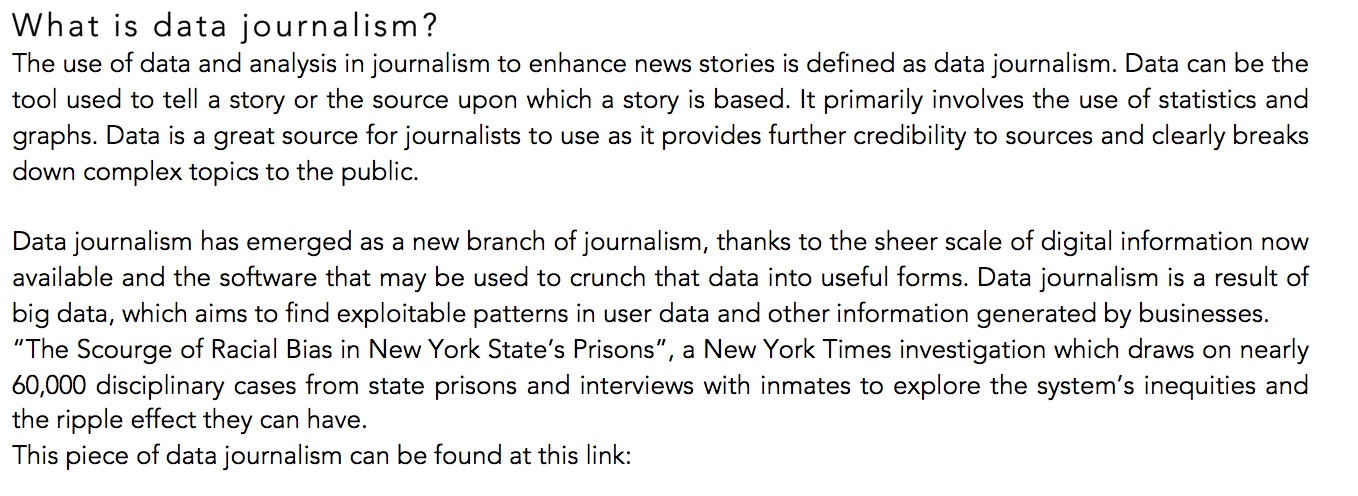 What is data journalism?
The use of data and analysis in journalism to enhance news stories is defined as data journalism. Data can be the
tool used to tell a story or the source upon which a story is based. It primarily involves the use of statistics and
graphs. Data is a great source for journalists to use as it provides further credibility to sources and clearly breaks
down complex topics to the public.
Data journalism has emerged as a new branch of journalism, thanks to the sheer scale of digital information now
available and the software that may be used to crunch that data into useful forms. Data journalism is a result of
big data, which aims to find exploitable patterns in user data and other information generated by businesses.
“The Scourge of Racial Bias in New York State’s Prisons”, a New York Times investigation which draws on nearly
60,000 disciplinary cases from state prisons and interviews with inmates to explore the system’s inequities and
the ripple effect they can have.
This piece of data journalism can be found at this link: